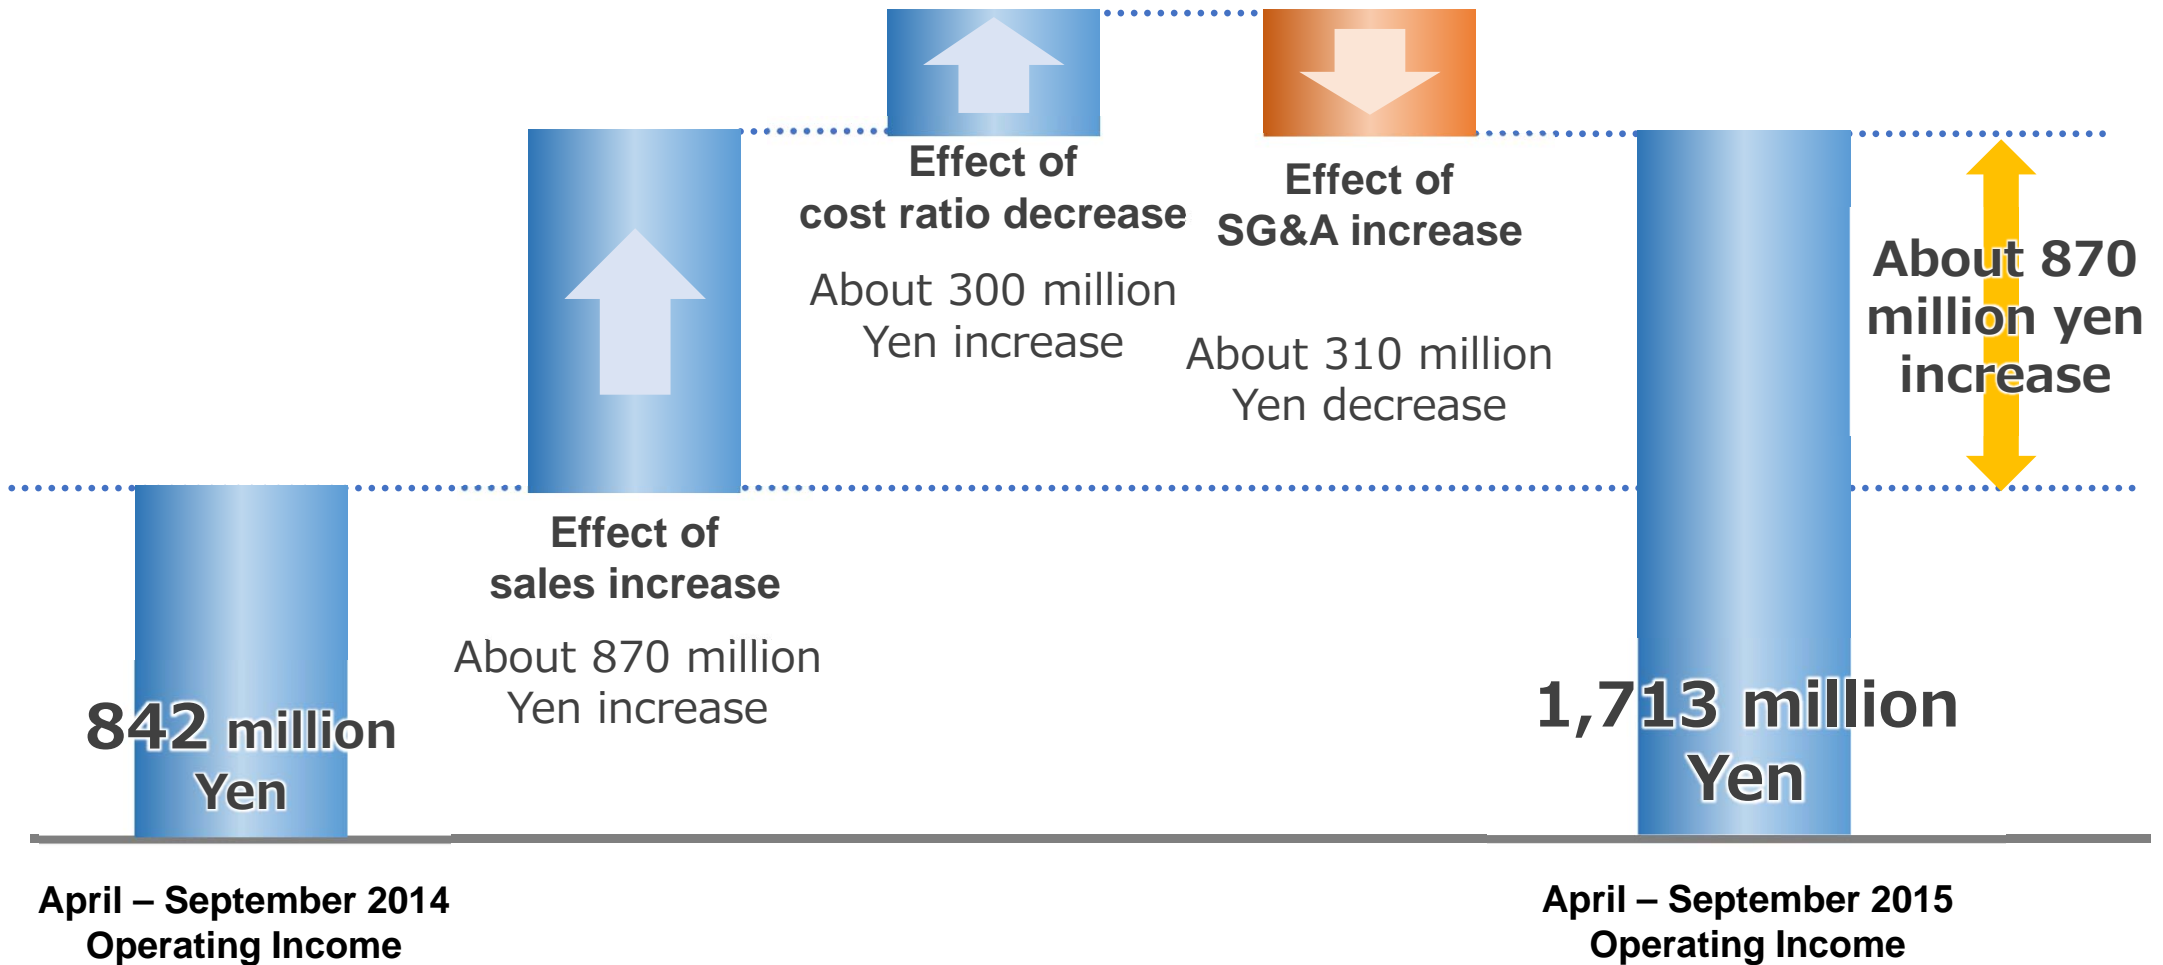 Effect of
cost ratio decrease
About 300 million
Yen increase
Effect of
SG&A increase
About 310 million
Yen decrease
About 870
million yen
increase
Effect of
sales increase
About 870 million
Yen increase
842 million
Yen
1,713 million
Yen
April – September 2014
Operating Income
April – September 2015
Operating Income